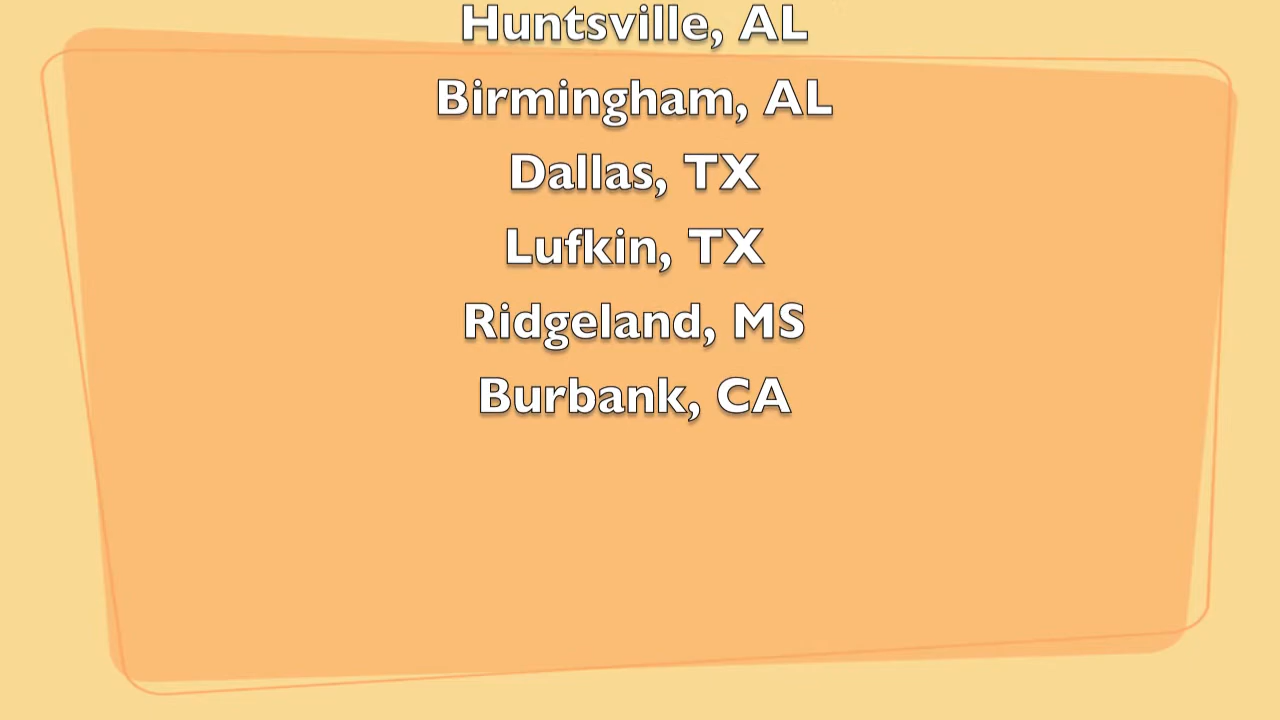 Huntsville, AL
Birmingham, AL
Dallas, TX
Lufkin, TX
Ridgeland, MS
Burbank, CA